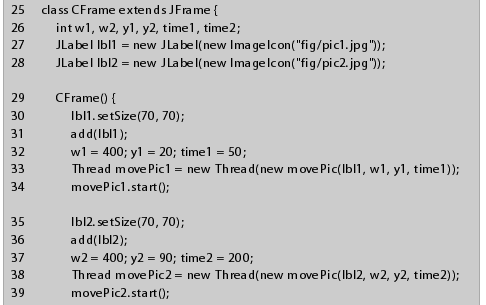 25 class CFrame extends JFrame {
26 int w1, w2, y1, y2, time1, time2;
27 JLabel lbl1 = new JLabel(new ImageIcon("fig/pic1.jpg"));
28 JLabel lbl2 = new JLabel(new ImageIcon("fig/pic2.jpg"));
29 CFrame() {
30 lbl1.setSize(70, 70);
31 add(lbl1);
32 w1 = 400; y1 = 20; time1 = 50;
33 Thread movePic1 = new Thread(new movePic(lbl1, w1, y1, time1));
34 movePic1.start();
35 lbl2.setSize(70, 70);
36 add(lbl2);
37 w2 = 400; y2 = 90; time2 = 200;
38 Thread movePic2 = new Thread(new movePic(lbl2, w2, y2, time2));
39 movePic2.start();